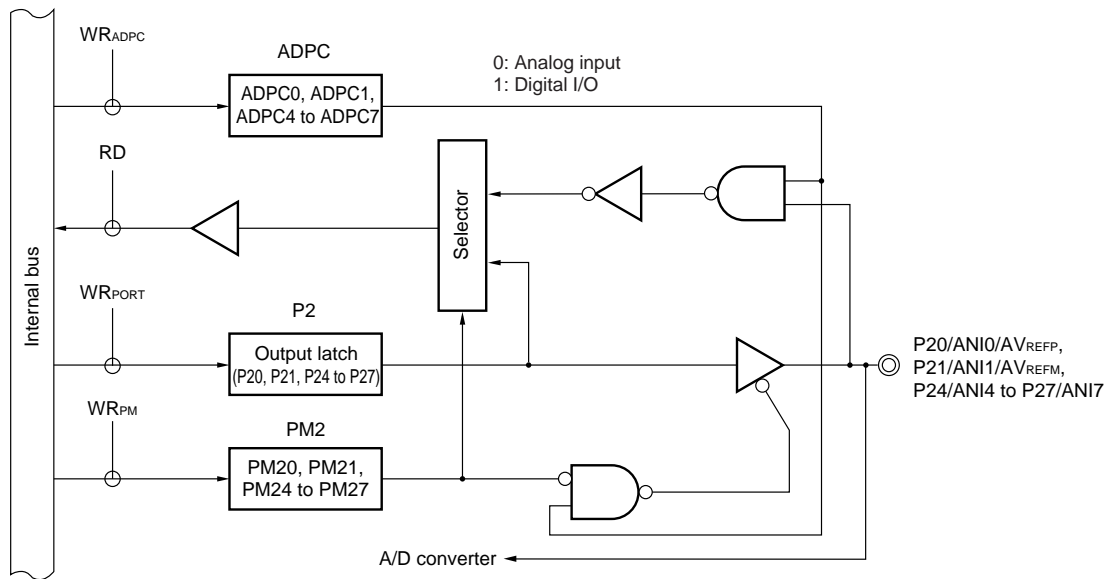 WRADPC
ADPC
0: Analog input
1: Digital I/O
ADPC0, ADPC1,
ADPC4 to ADPC7
RD
Selector
Internal bus
WRPORT
P2
Output latch
(P20, P21, P24 to P27)
P20/ANI0/AVREFP,
P21/ANI1/AVREFM,
P24/ANI4 to P27/ANI7
WRPM
PM2
PM20, PM21,
PM24 to PM27
A/D converter